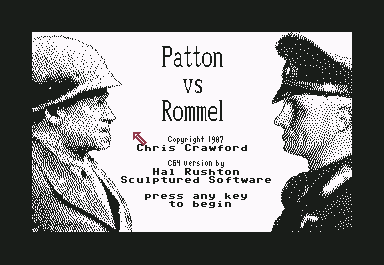 Patton
vs
Rommel
Copyright 1987
Chris Crawford
C64 version by
Hal Rushton
Sculptured Software
press any key
to begin